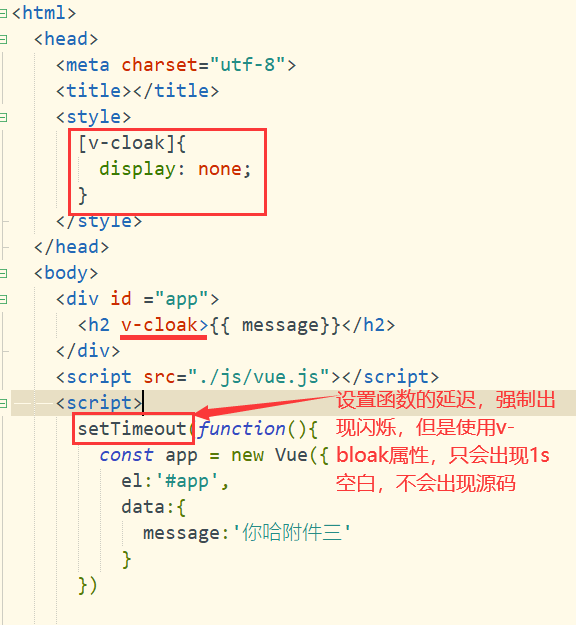 <html>
<head>
<meta charset="utf-8">
<title></title>
<style>
[v-cloak]{
display: none;
}
</style>
</head>
<body>
<div id ="app">
<h2 v-cloak>{{ message}}</h2>
</div>
<script src="./js/vue.js"></script>
<script>
setTimeout(function(){
const app = new Vue({
el:'#app',
data:{
message:'你哈附件三'
}
})
设置函数的延迟，强制出
现闪烁，但是使用v-
bloak属性，只会出现1s
空白，不会出现源码